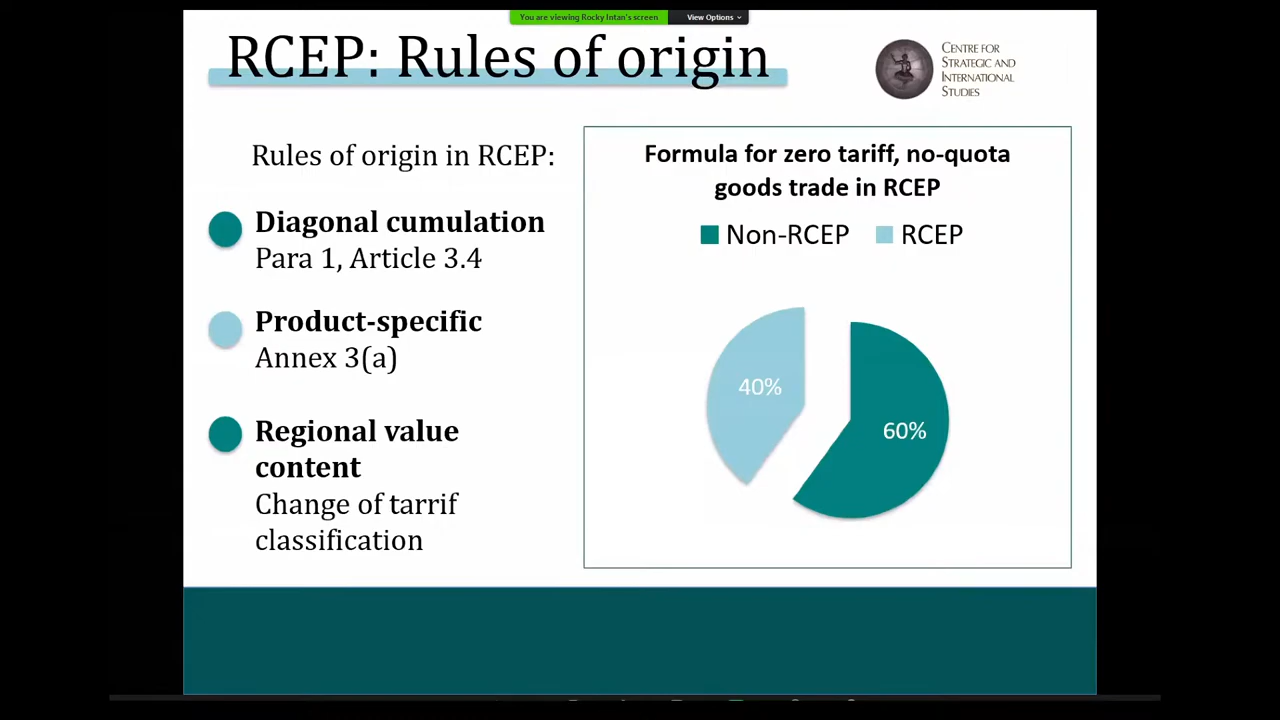 You are viewing Rocky Intan's screen
View Options
RCEP: Rules of origin
CENTRE FOR
STRATEGIC AND
INTERNATIONAL
STUDIES
Rules of origin in RCEP:
Diagonal cumulation
Para 1, Article 3.4
Product-specific
Annex 3(a)
Regional value
content
Change of tarrif
classification
Formula for zero tariff, no-quota
goods trade in RCEP
Non-RCEP RCEP
40%
60%